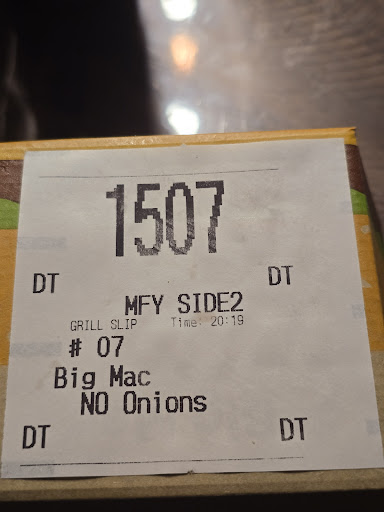 1507
DT DT
MFY SIDE2
GRILL SLIP Time: 20:19
# 07
Big Mac
NO Onions
DT DT